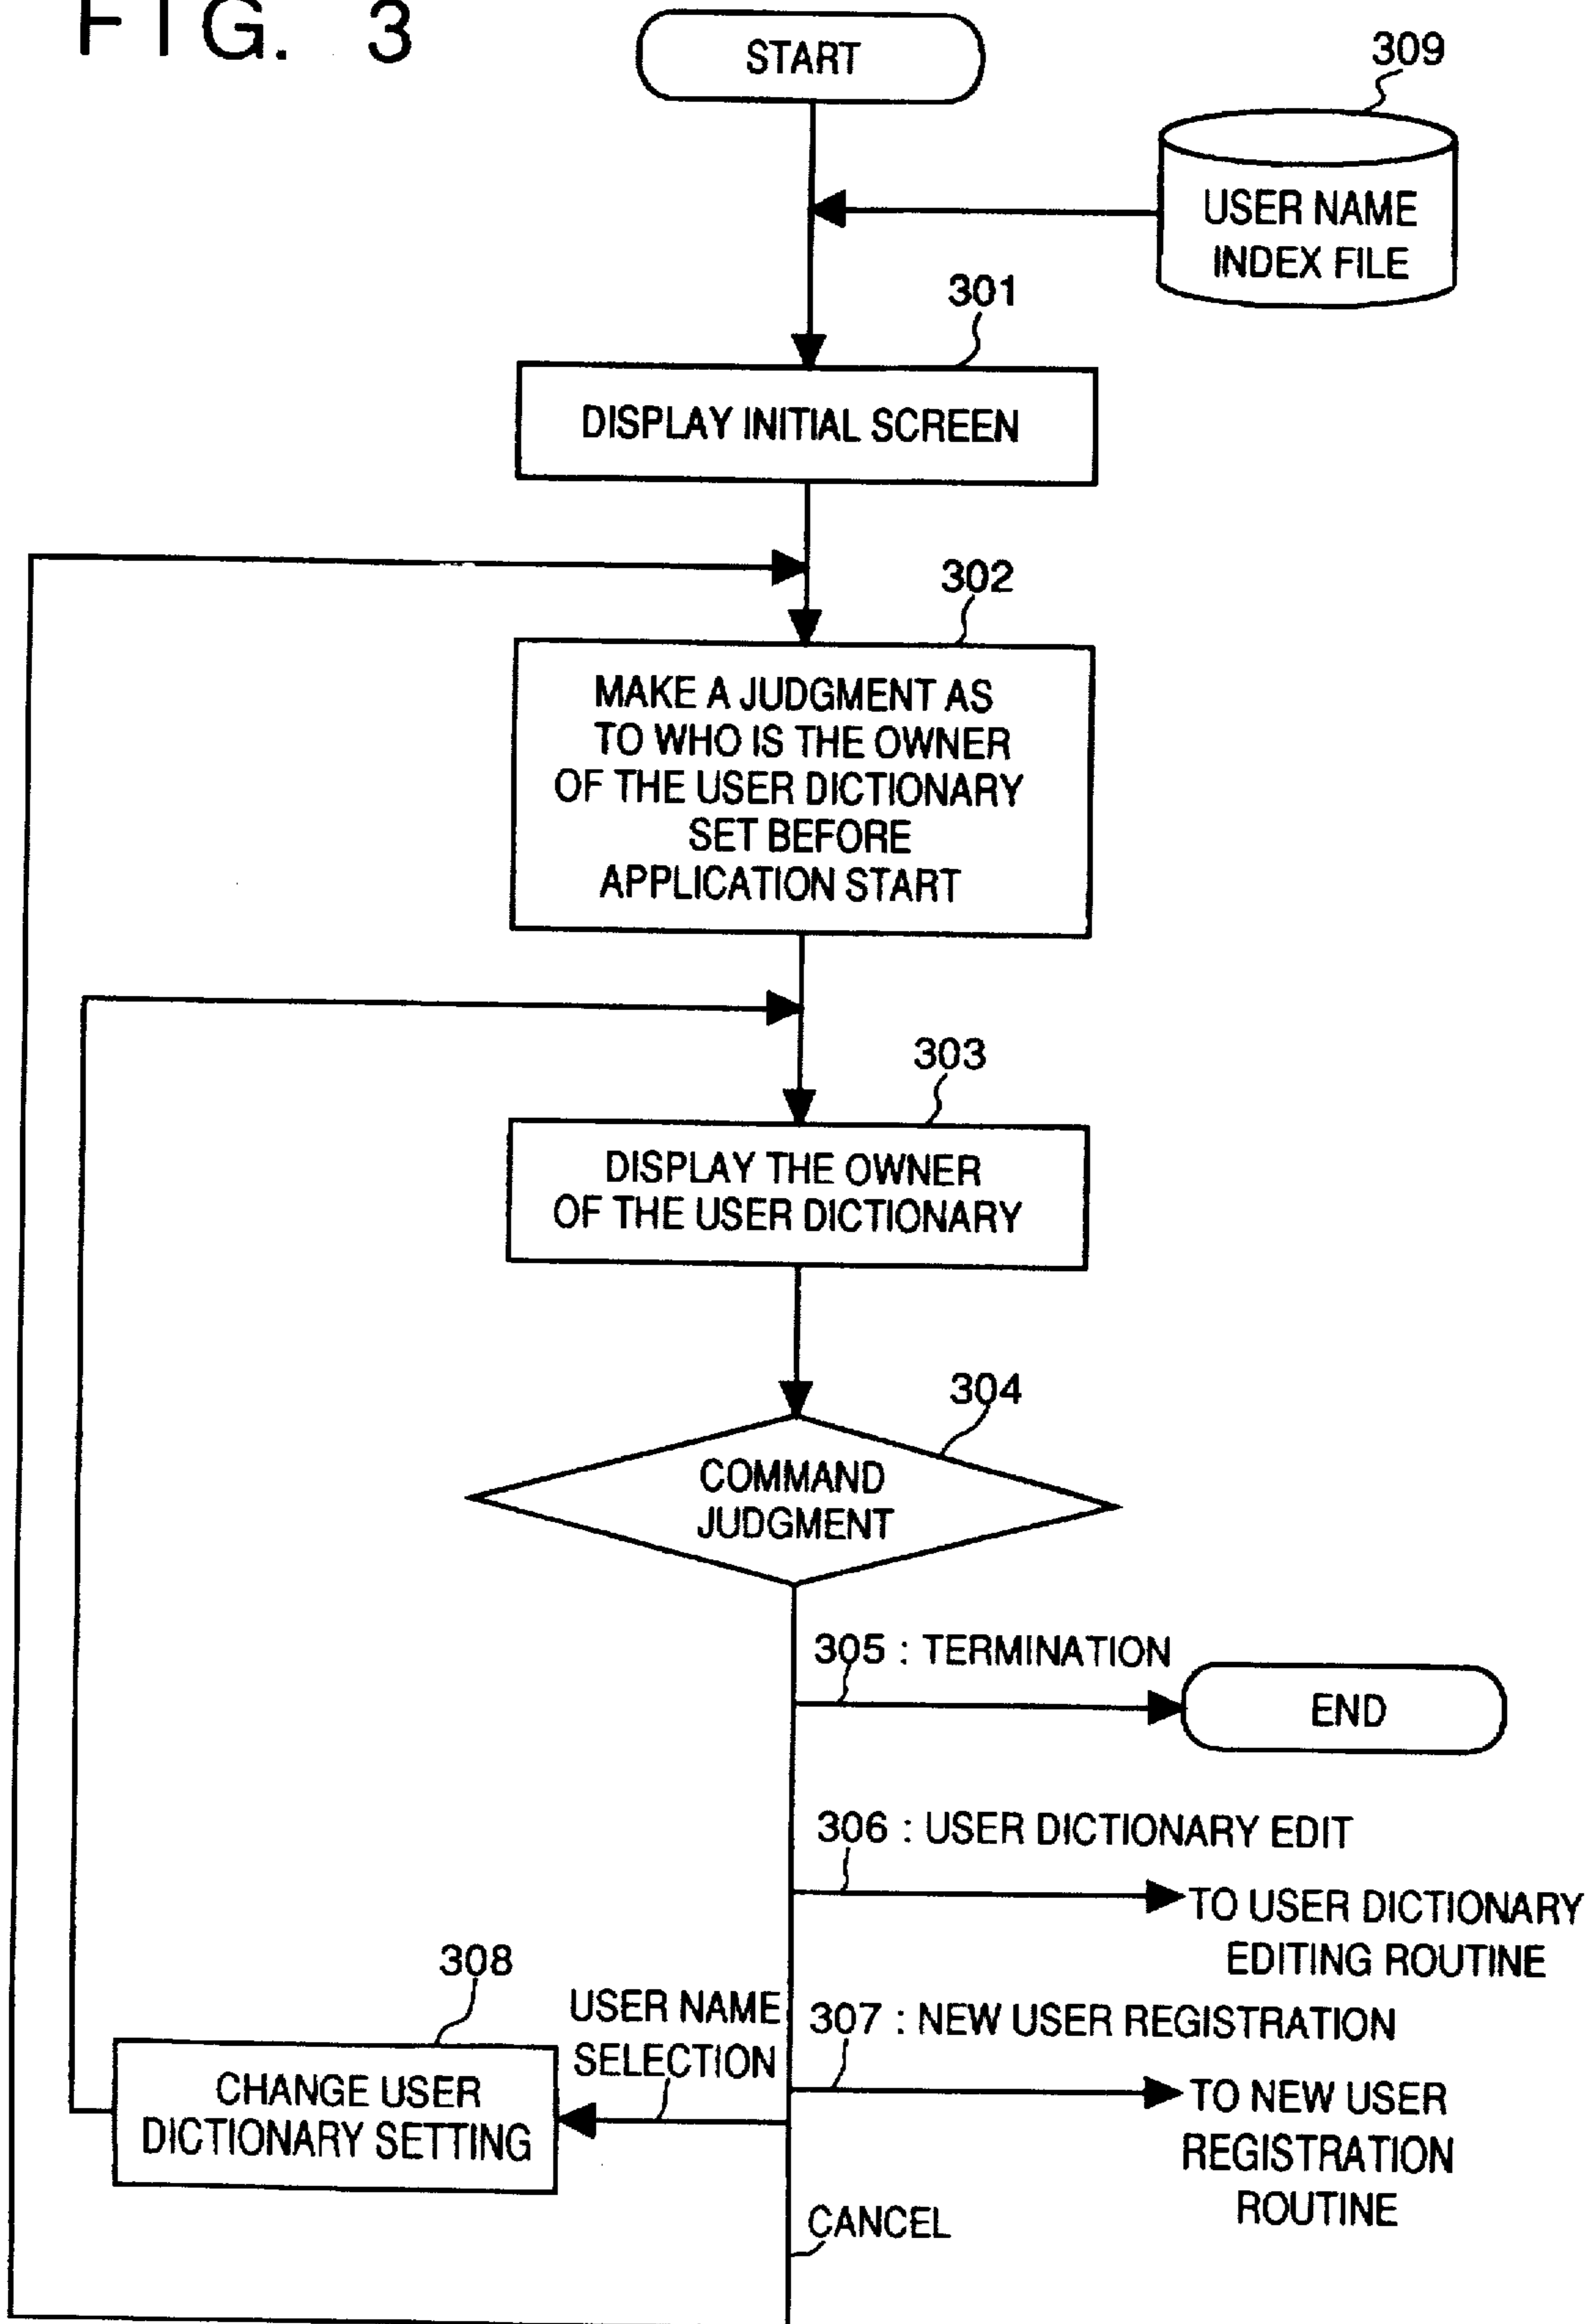 FIG. 3
START
309
USER NAME
INDEX FILE
301
DISPLAY INITIAL SCREEN
302
MAKE A JUDGMENT AS
TO WHO IS THE OWNER
OF THE USER DICTIONARY
SET BEFORE
APPLICATION START
303
DISPLAY THE OWNER
OF THE USER DICTIONARY
304
COMMAND
JUDGMENT
305 : TERMINATION
END
306 : USER DICTIONARY EDIT
TO USER DICTIONARY
EDITING ROUTINE
308
USER NAME
SELECTION
CHANGE USER
DICTIONARY SETTING
307 : NEW USER REGISTRATION
TO NEW USER
REGISTRATION
ROUTINE
CANCEL